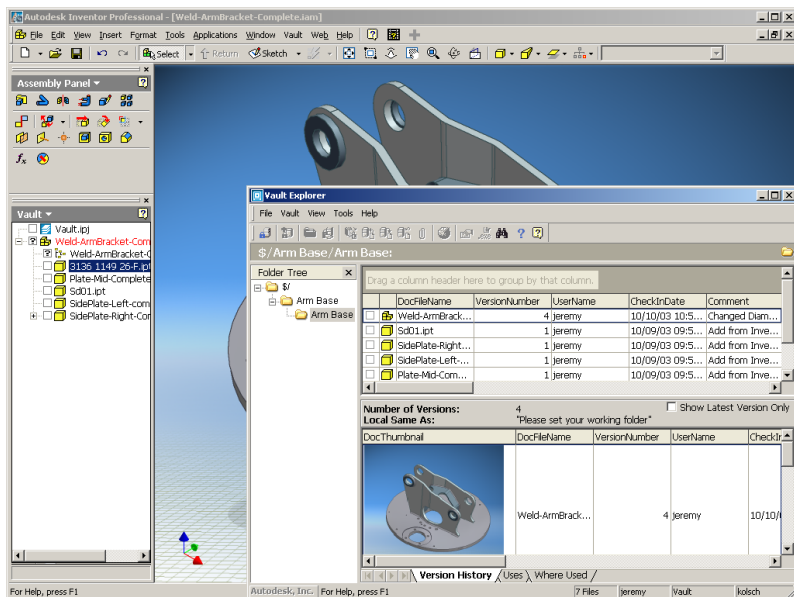 Autodesk Inventor Professional - [Weld-ArmBracket-Complete.iam]
File Edit View Insert Format Tools Applications Window Vault Web Help
Select Return Sketch
Assembly Panel
Vault
Vault.ipj
Weld-ArmBracket-Com
Weld-ArmBracket-C
3136 1149 26-F.ipt
Plate-Mid-Complete
Sd01.ipt
SidePlate-Left-com
SidePlate-Right-Cor
Vault Explorer
File Vault View Tools Help
$/Arm Base/Arm Base:
Folder Tree
$/
Arm Base
Arm Base
Drag a column header here to group by that column.
DocFileName VersionNumber UserName CheckInDate Comment
Weld-ArmBrack... 4 jeremy 10/10/03 10:5... Changed Diam...
Sd01.ipt 1 jeremy 10/09/03 09:5... Add from Inve...
SidePlate-Right... 1 jeremy 10/09/03 09:5... Add from Inve...
SidePlate-Left-... 1 jeremy 10/09/03 09:5... Add from Inve...
Plate-Mid-Com... 1 jeremy 10/09/03 09:5... Add from Inve...
Number of Versions: 4 Show Latest Version Only
Local Same As: "Please set your working folder"
DocThumbnail DocFileName VersionNumber UserName CheckIr
Weld-ArmBrack... 4 jeremy 10/10/
Version History Uses Where Used
For Help, press F1
Autodesk, Inc. For Help, press F1 7 Files jeremy Vault kolsch